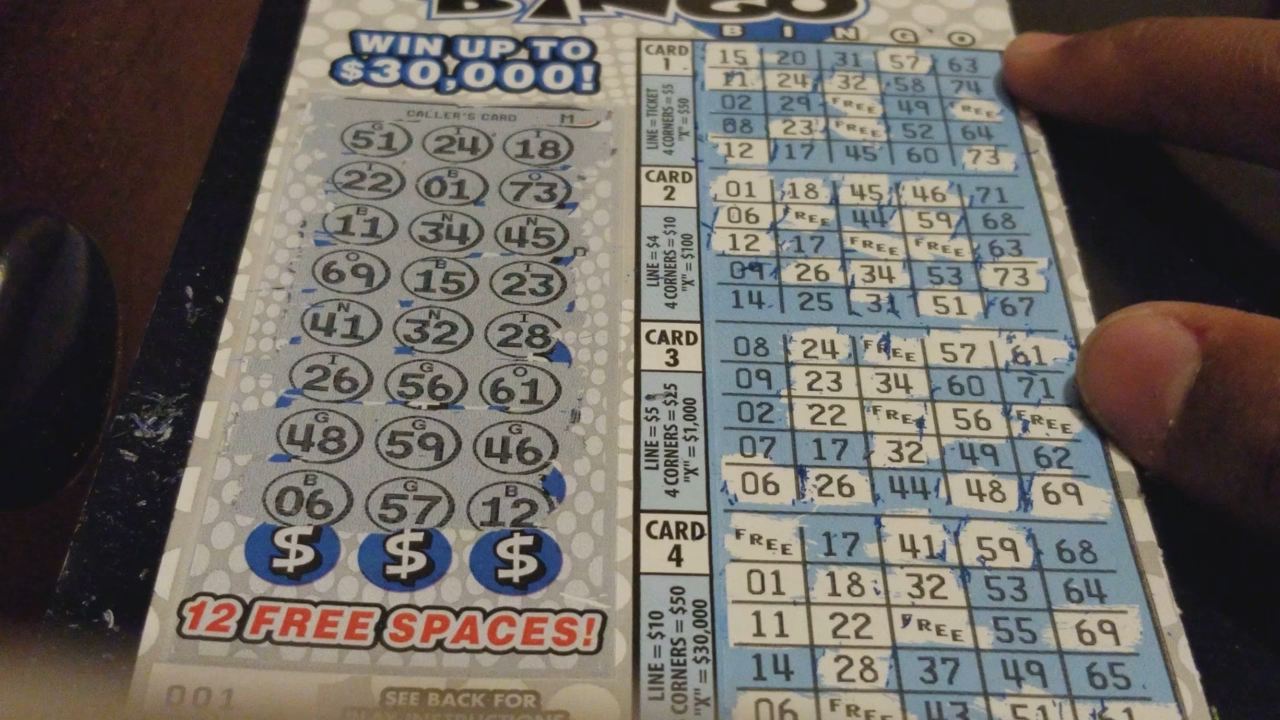 BINGO
WIN UP TO
$30,000!
CALLER'S CARD M
G I I
51 24 18
I B O
22 01 73
B N N
11 34 45
O B I
69 15 23
N N I
41 32 28
I G O
26 56 61
G G G
48 59 46
B G B
06 57 12
$ $ $
12 FREE SPACES!
001
SEE BACK FOR
B I N G O
CARD
1
LINE = TICKET
4 CORNERS = $5
"X" = $50
15 20 31 57 63
11 24 32 58 74
02 29 FREE 49 REE
08 23 FREE 52 64
12 17 45 60 73
CARD
2
LINE = $4
4 CORNERS = $10
"X" = $100
01 18 45 46 71
06 FREE 44 59 68
12 17 FREE FREE 63
09 26 34 53 73
14 25 31 51 67
CARD
3
LINE = $5
4 CORNERS = $25
"X" = $1,000
08 24 FREE 57 61
09 23 34 60 71
02 22 FREE 56 FREE
07 17 32 49 62
06 26 44 48 69
CARD
4
LINE = $10
CORNERS = $50
"X" = $30,000
FREE 17 41 59 68
01 18 32 53 64
11 22 FREE 55 69
14 28 37 49 65
06 FREE 43 51 61